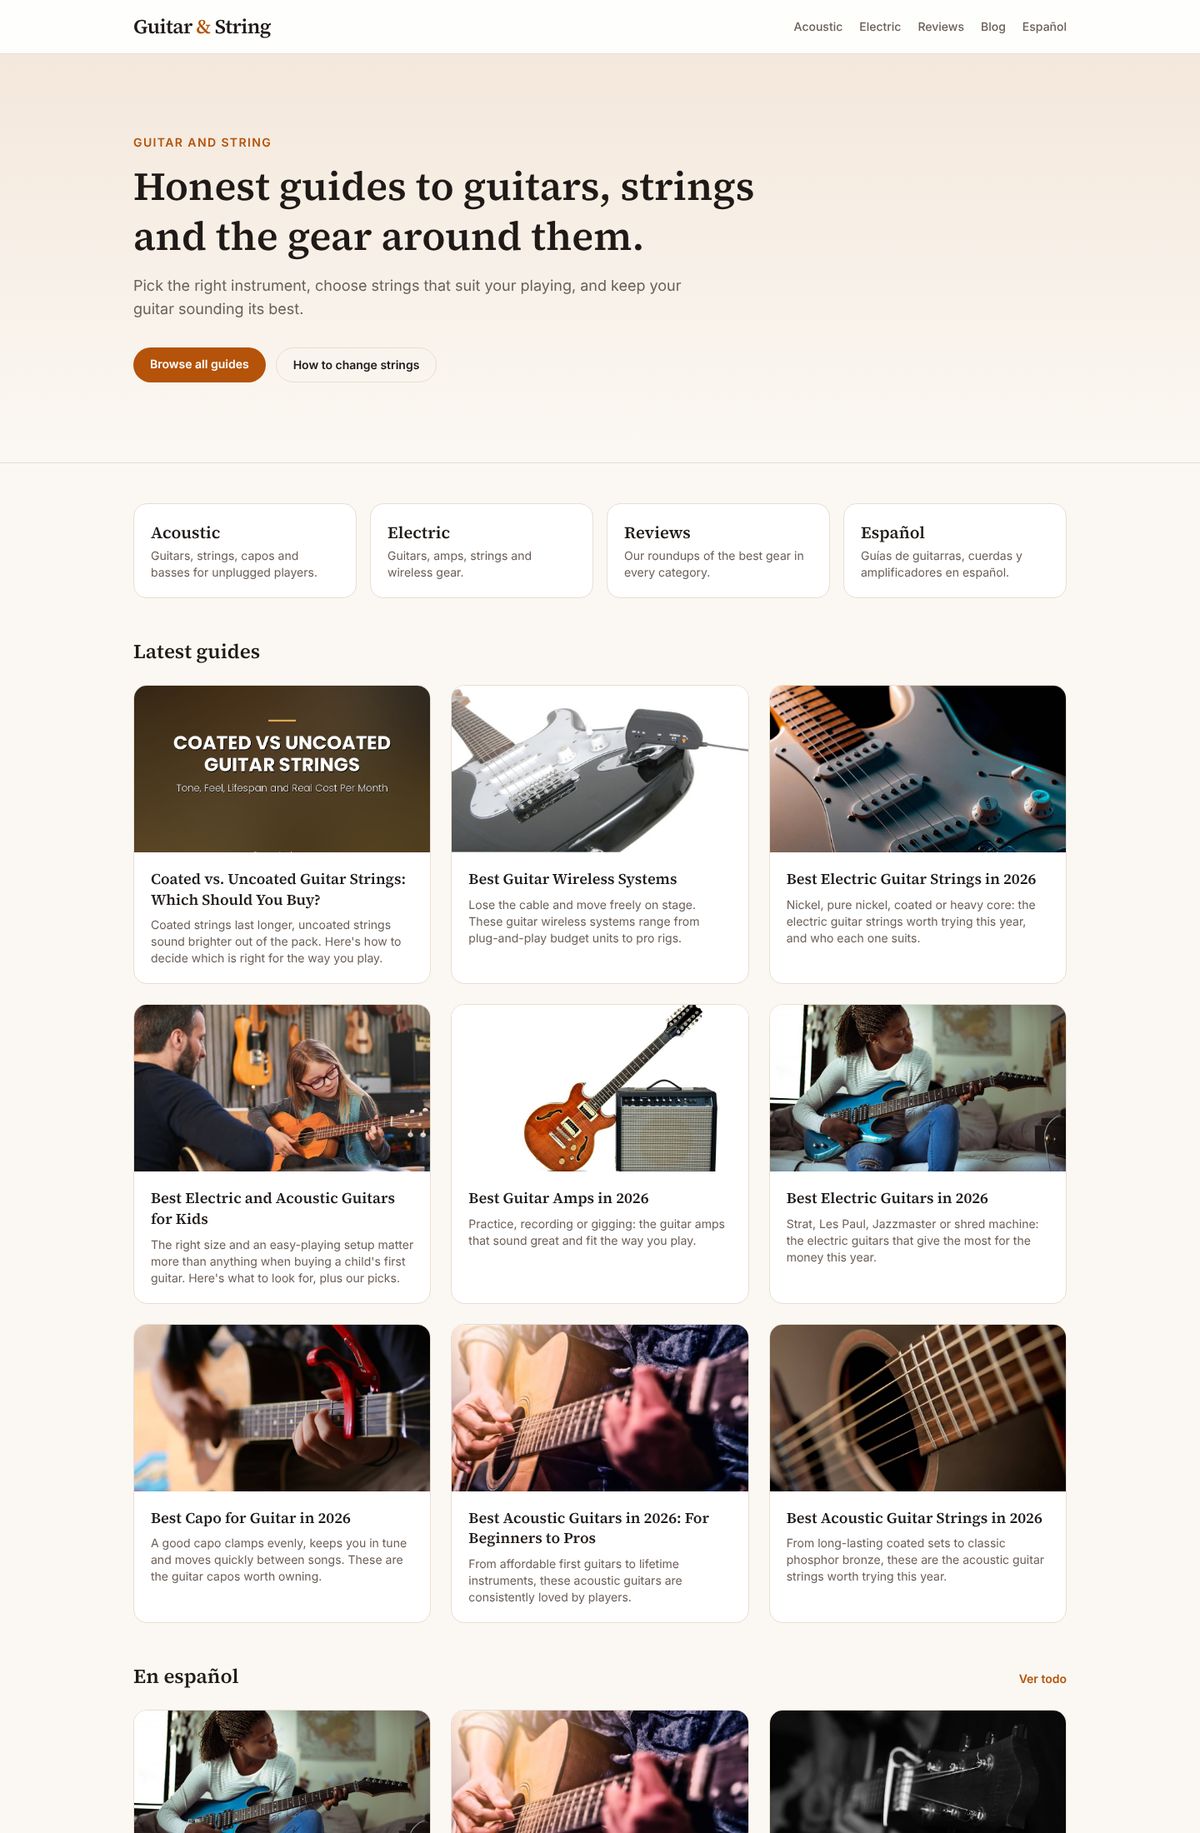 Guitar & String
Acoustic Electric Reviews Blog Español
GUITAR AND STRING
Honest guides to guitars, strings
and the gear around them.
Pick the right instrument, choose strings that suit your playing, and keep your
guitar sounding its best.
Browse all guides
How to change strings
Acoustic
Guitars, strings, capos and
basses for unplugged players.
Electric
Guitars, amps, strings and
wireless gear.
Reviews
Our roundups of the best gear in
every category.
Español
Guías de guitarras, cuerdas y
amplificadores en español.
Latest guides
COATED VS UNCOATED
GUITAR STRINGS
Tone, Feel, Lifespan and Real Cost Per Month
Coated vs. Uncoated Guitar Strings:
Which Should You Buy?
Coated strings last longer, uncoated strings
sound brighter out of the pack. Here's how to
decide which is right for the way you play.
Best Guitar Wireless Systems
Lose the cable and move freely on stage.
These guitar wireless systems range from
plug-and-play budget units to pro rigs.
Best Electric Guitar Strings in 2026
Nickel, pure nickel, coated or heavy core: the
electric guitar strings worth trying this year,
and who each one suits.
Best Electric and Acoustic Guitars
for Kids
The right size and an easy-playing setup matter
more than anything when buying a child's first
guitar. Here's what to look for, plus our picks.
Best Guitar Amps in 2026
Practice, recording or gigging: the guitar amps
that sound great and fit the way you play.
Best Electric Guitars in 2026
Strat, Les Paul, Jazzmaster or shred machine:
the electric guitars that give the most for the
money this year.
Best Capo for Guitar in 2026
A good capo clamps evenly, keeps you in tune
and moves quickly between songs. These are
the guitar capos worth owning.
Best Acoustic Guitars in 2026: For
Beginners to Pros
From affordable first guitars to lifetime
instruments, these acoustic guitars are
consistently loved by players.
Best Acoustic Guitar Strings in 2026
From long-lasting coated sets to classic
phosphor bronze, these are the acoustic guitar
strings worth trying this year.
En español
Ver todo